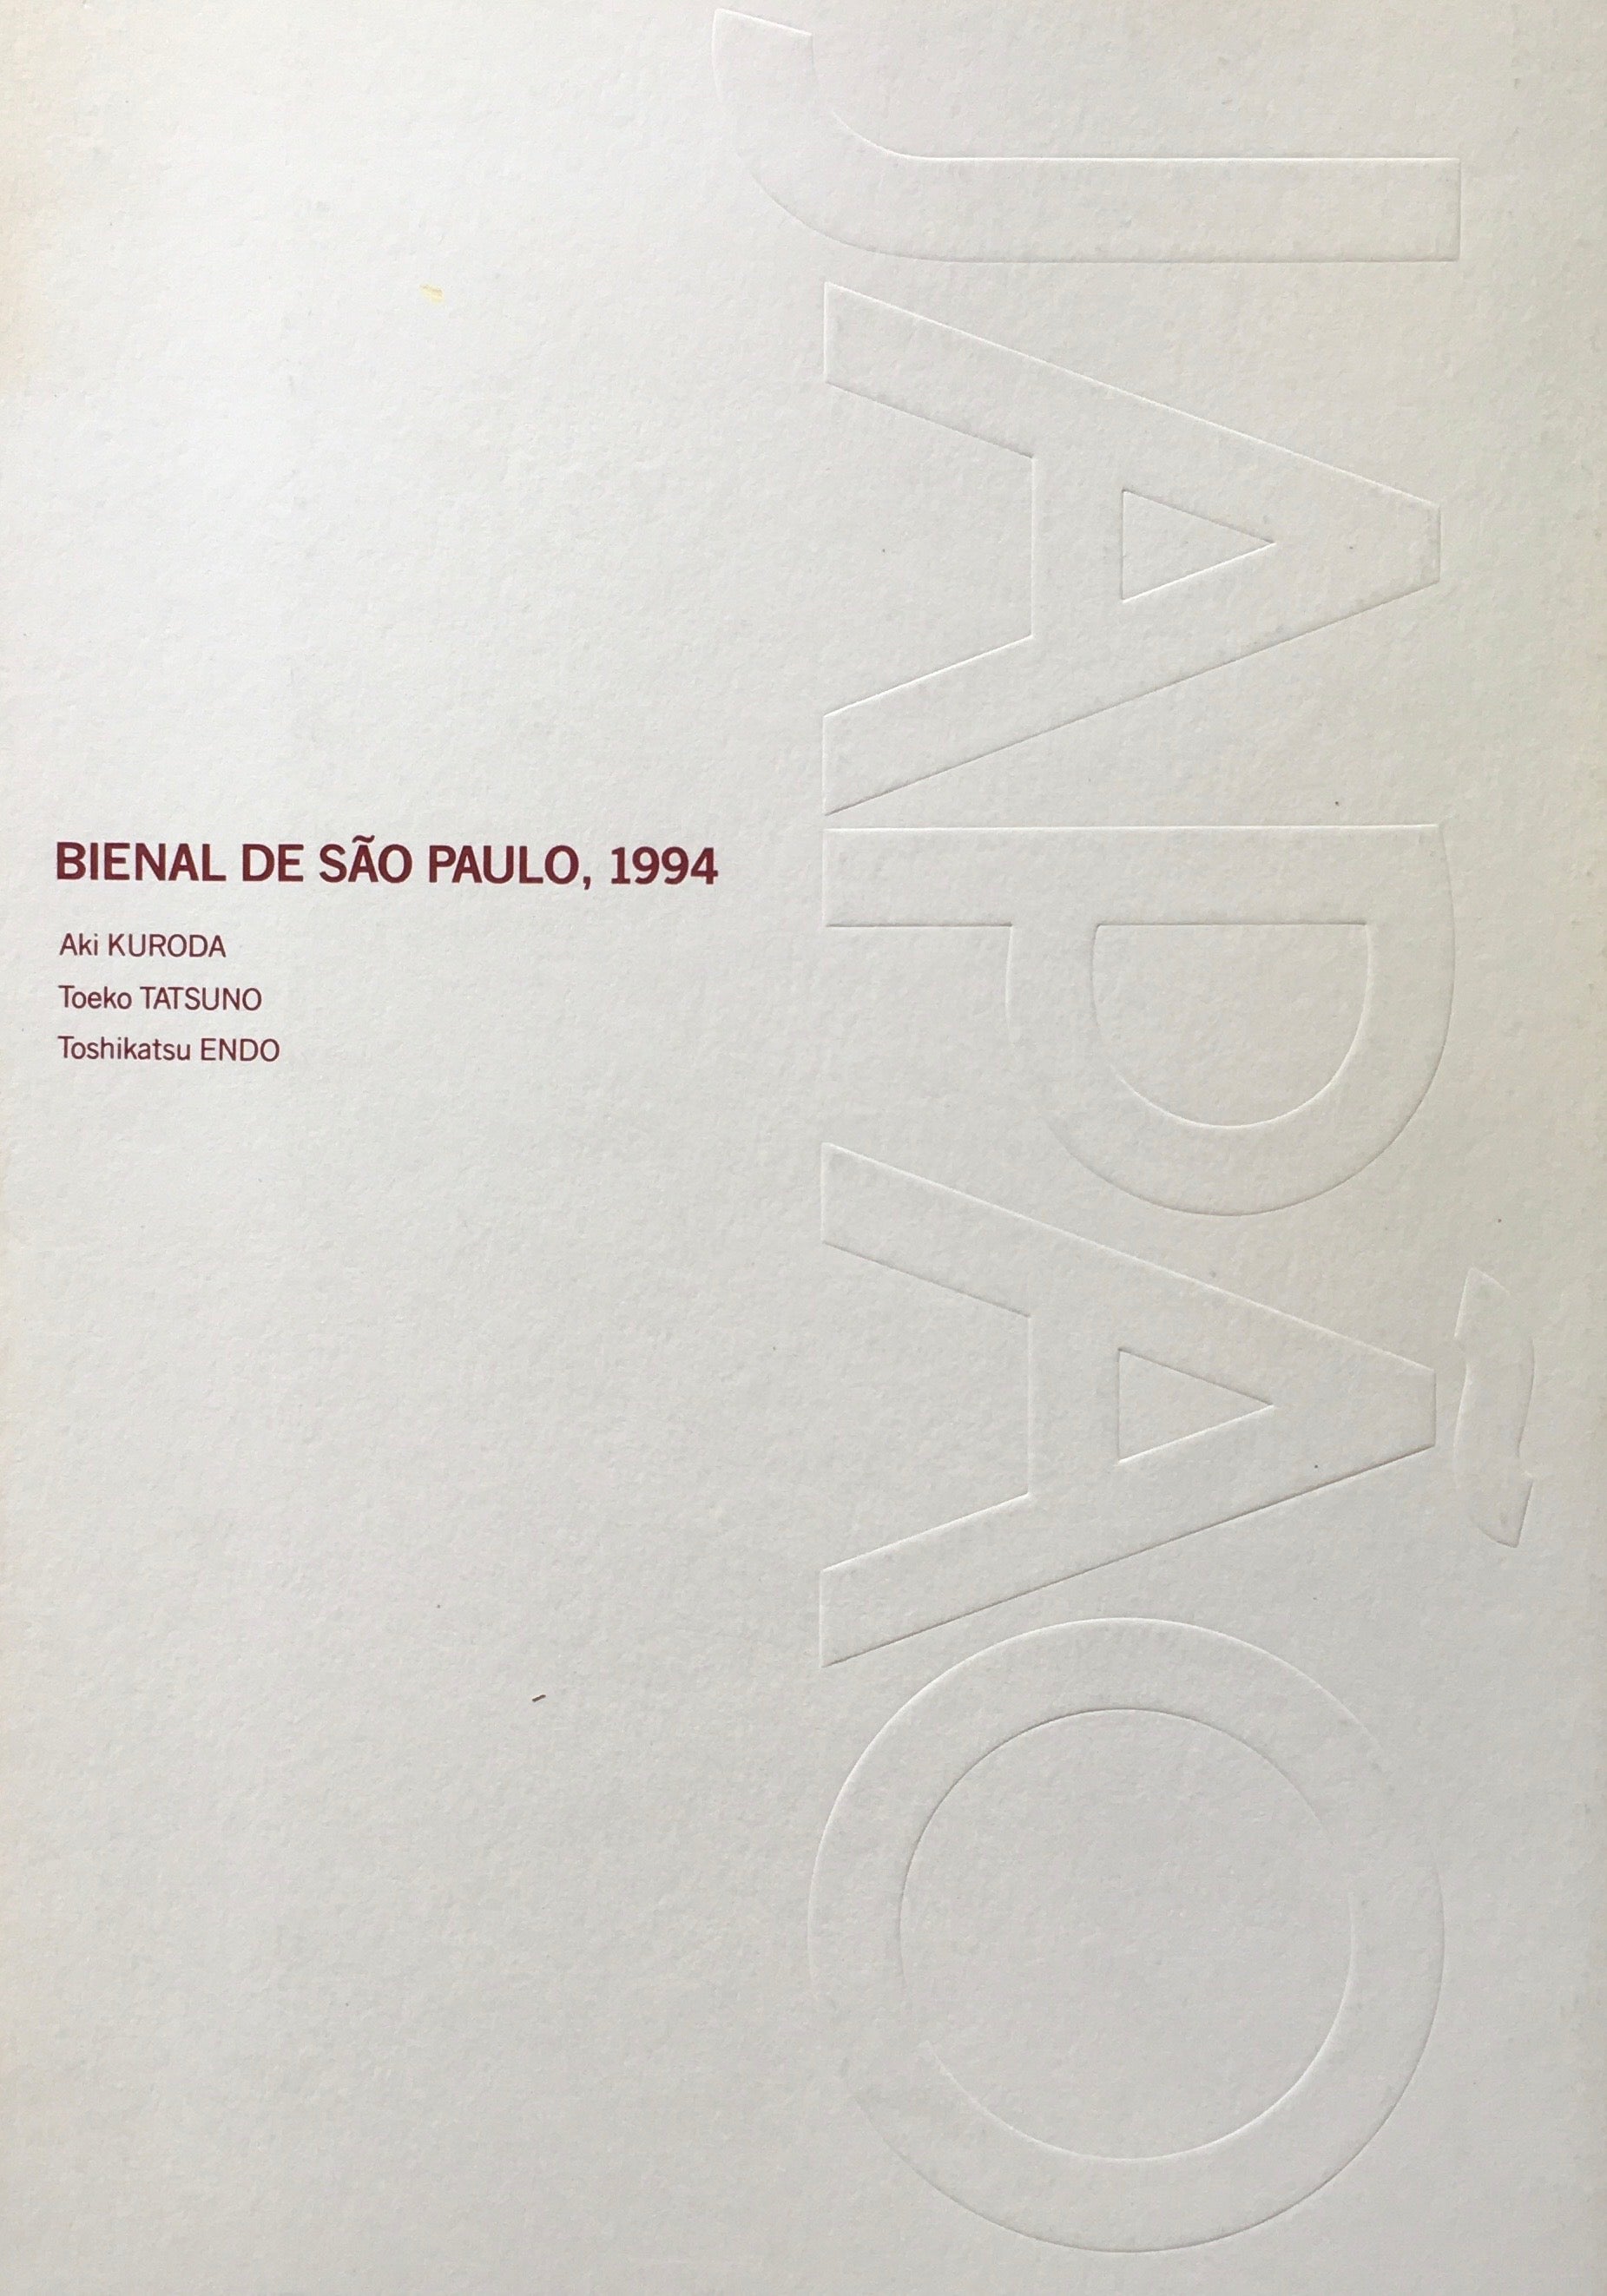 BIENAL DE SÃO PAULO, 1994
Aki KURODA
Toeko TATSUNO
Toshikatsu ENDO
JAPÃO